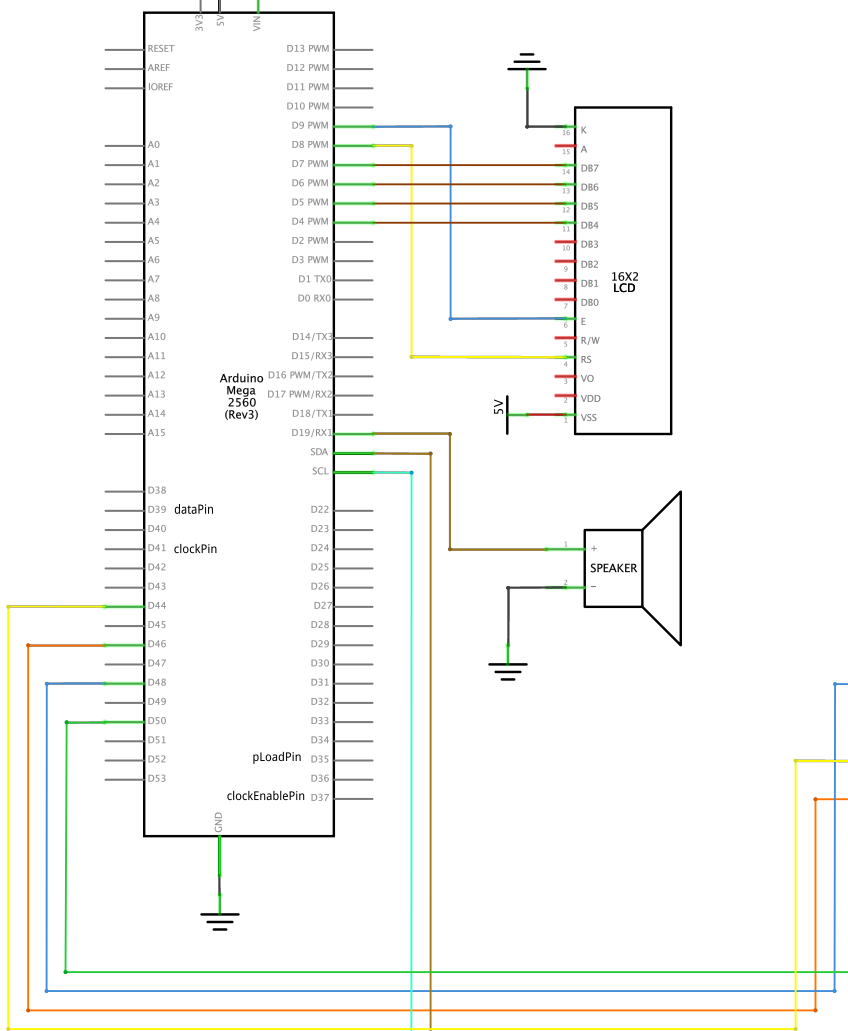 3V3
5V
VIN
RESET
AREF
IOREF
A0
A1
A2
A3
A4
A5
A6
A7
A8
A9
A10
A11
A12
A13
A14
A15
D38
D39 dataPin
D40
D41 clockPin
D42
D43
D44
D45
D46
D47
D48
D49
D50
D51
D52
D53
Arduino
Mega
2560
(Rev3)
D13 PWM
D12 PWM
D11 PWM
D10 PWM
D9 PWM
D8 PWM
D7 PWM
D6 PWM
D5 PWM
D4 PWM
D2 PWM
D3 PWM
D1 TX0
D0 RX0
D14/TX3
D15/RX3
D16 PWM/TX2
D17 PWM/RX2
D18/TX1
D19/RX1
SDA
SCL
D22
D23
D24
D25
D26
D27
D28
D29
D30
D31
D32
D33
D34
pLoadPin D35
D36
clockEnablePin D37
GND
16 K
15 A
14 DB7
13 DB6
12 DB5
11 DB4
10 DB3
9 DB2
8 DB1
7 DB0
6 E
5 R/W
4 RS
3 VO
2 VDD
1 VSS
16X2
LCD
5V
1 +
SPEAKER
2 −